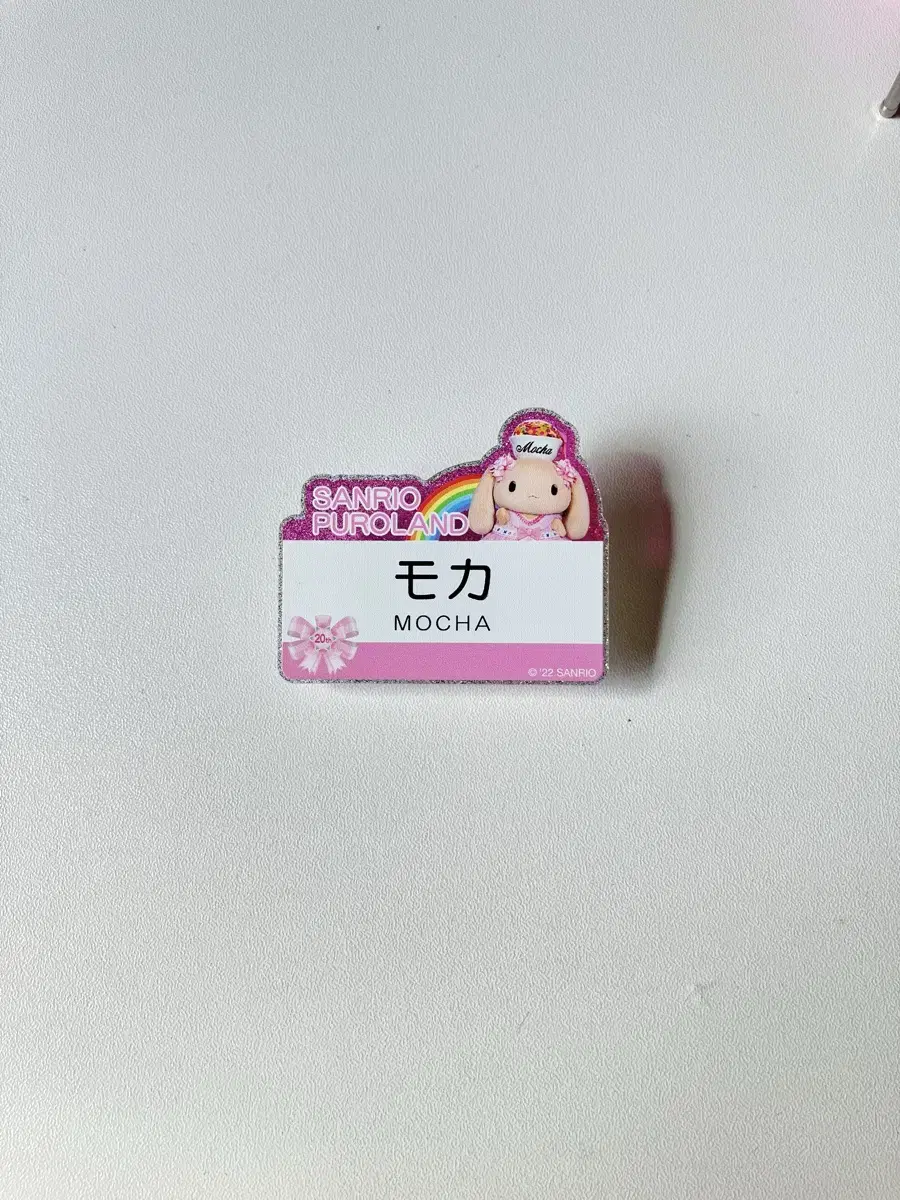 Mocha
SANRIO
PUROLAND
モカ
MOCHA
20th
© '22 SANRIO